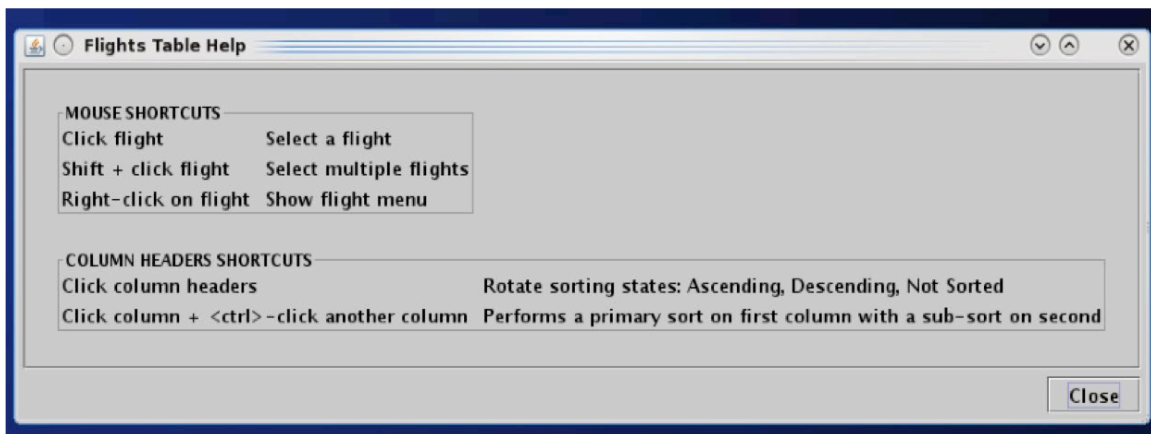 Flights Table Help
MOUSE SHORTCUTS
Click flight Select a flight
Shift + click flight Select multiple flights
Right-click on flight Show flight menu
COLUMN HEADERS SHORTCUTS
Click column headers Rotate sorting states: Ascending, Descending, Not Sorted
Click column + <ctrl>-click another column Performs a primary sort on first column with a sub-sort on second
Close